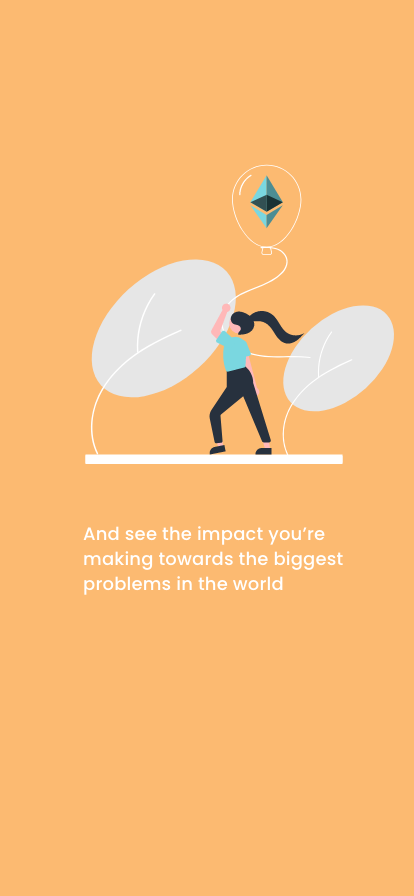 And see the impact you’re
making towards the biggest
problems in the world